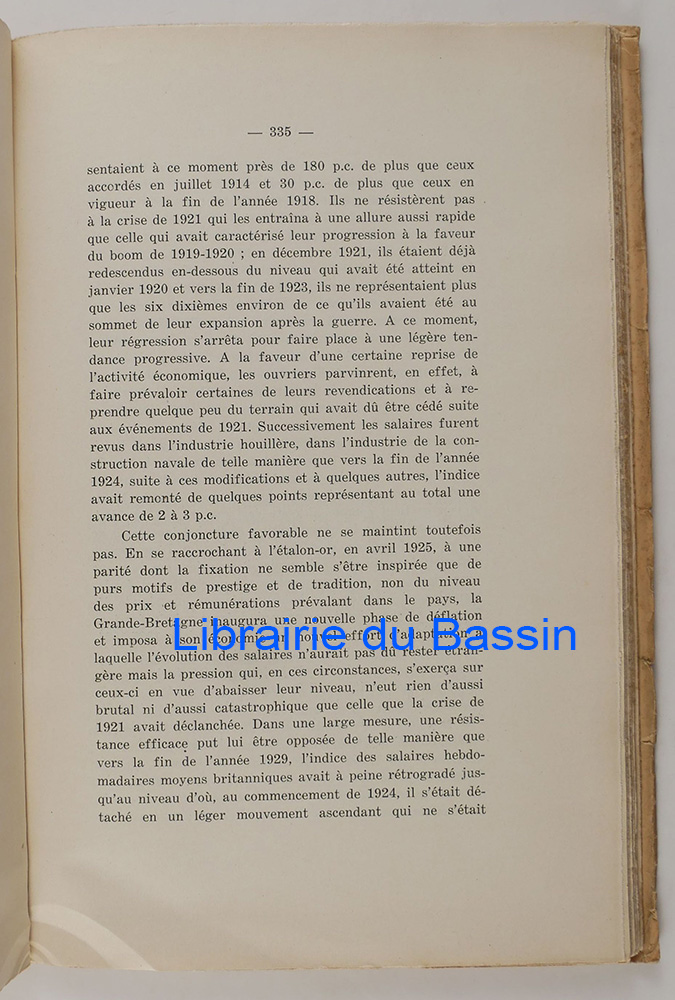 — 335 —
sentaient à ce moment près de 180 p.c. de plus que ceux
accordés en juillet 1914 et 30 p.c. de plus que ceux en
vigueur à la fin de l'année 1918. Ils ne résistèrent pas
à la crise de 1921 qui les entraîna à une allure aussi rapide
que celle qui avait caractérisé leur progression à la faveur
du boom de 1919-1920 ; en décembre 1921, ils étaient déjà
redescendus en-dessous du niveau qui avait été atteint en
janvier 1920 et vers la fin de 1923, ils ne représentaient plus
que les six dixièmes environ de ce qu'ils avaient été au
sommet de leur expansion après la guerre. A ce moment,
leur régression s'arrêta pour faire place à une légère ten-
dance progressive. A la faveur d'une certaine reprise de
l'activité économique, les ouvriers parvinrent, en effet, à
faire prévaloir certaines de leurs revendications et à re-
prendre quelque peu du terrain qui avait dû être cédé suite
aux événements de 1921. Successivement les salaires furent
revus dans l'industrie houillère, dans l'industrie de la con-
struction navale de telle manière que vers la fin de l'année
1924, suite à ces modifications et à quelques autres, l'indice
avait remonté de quelques points représentant au total une
avance de 2 à 3 p.c.
Cette conjoncture favorable ne se maintint toutefois
pas. En se raccrochant à l'étalon-or, en avril 1925, à une
parité dont la fixation ne semble s'être inspirée que de
purs motifs de prestige et de tradition, non du niveau
des prix et rémunérations prévalant dans le pays, la
Grande-Bretagne inaugura une nouvelle phase de déflation
et imposa à son économie un nouvel effort d'adaptation à
Librairie du Bassin
laquelle l'évolution des salaires n'aurait pas dû rester étran-
gère mais la pression qui, en ces circonstances, s'exerça sur
ceux-ci en vue d'abaisser leur niveau, n'eut rien d'aussi
brutal ni d'aussi catastrophique que celle que la crise de
1921 avait déclanchée. Dans une large mesure, une résis-
tance efficace put lui être opposée de telle manière que
vers la fin de l'année 1929, l'indice des salaires hebdo-
madaires moyens britanniques avait à peine rétrogradé jus-
qu'au niveau d'où, au commencement de 1924, il s'était dé-
taché en un léger mouvement ascendant qui ne s'était